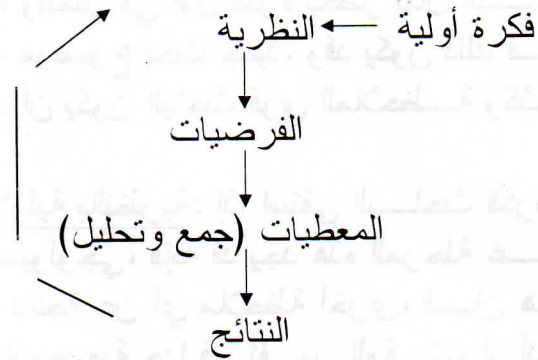 فكرة أولية ← النظرية
الفرضيات
المعطيات (جمع وتحليل)
النتائج